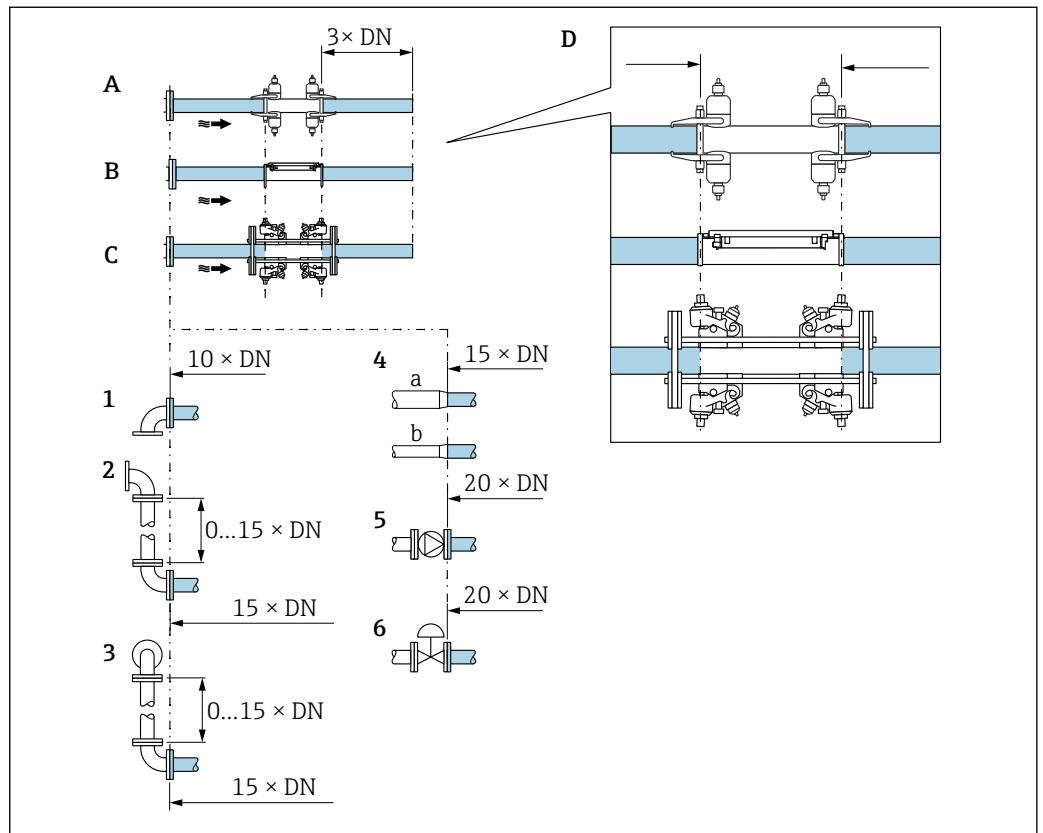 3× DN
D
A
B
C
10 × DN
4
15 × DN
1
a
2
b
20 × DN
0...15 × DN
5
15 × DN
20 × DN
3
6
0...15 × DN
15 × DN